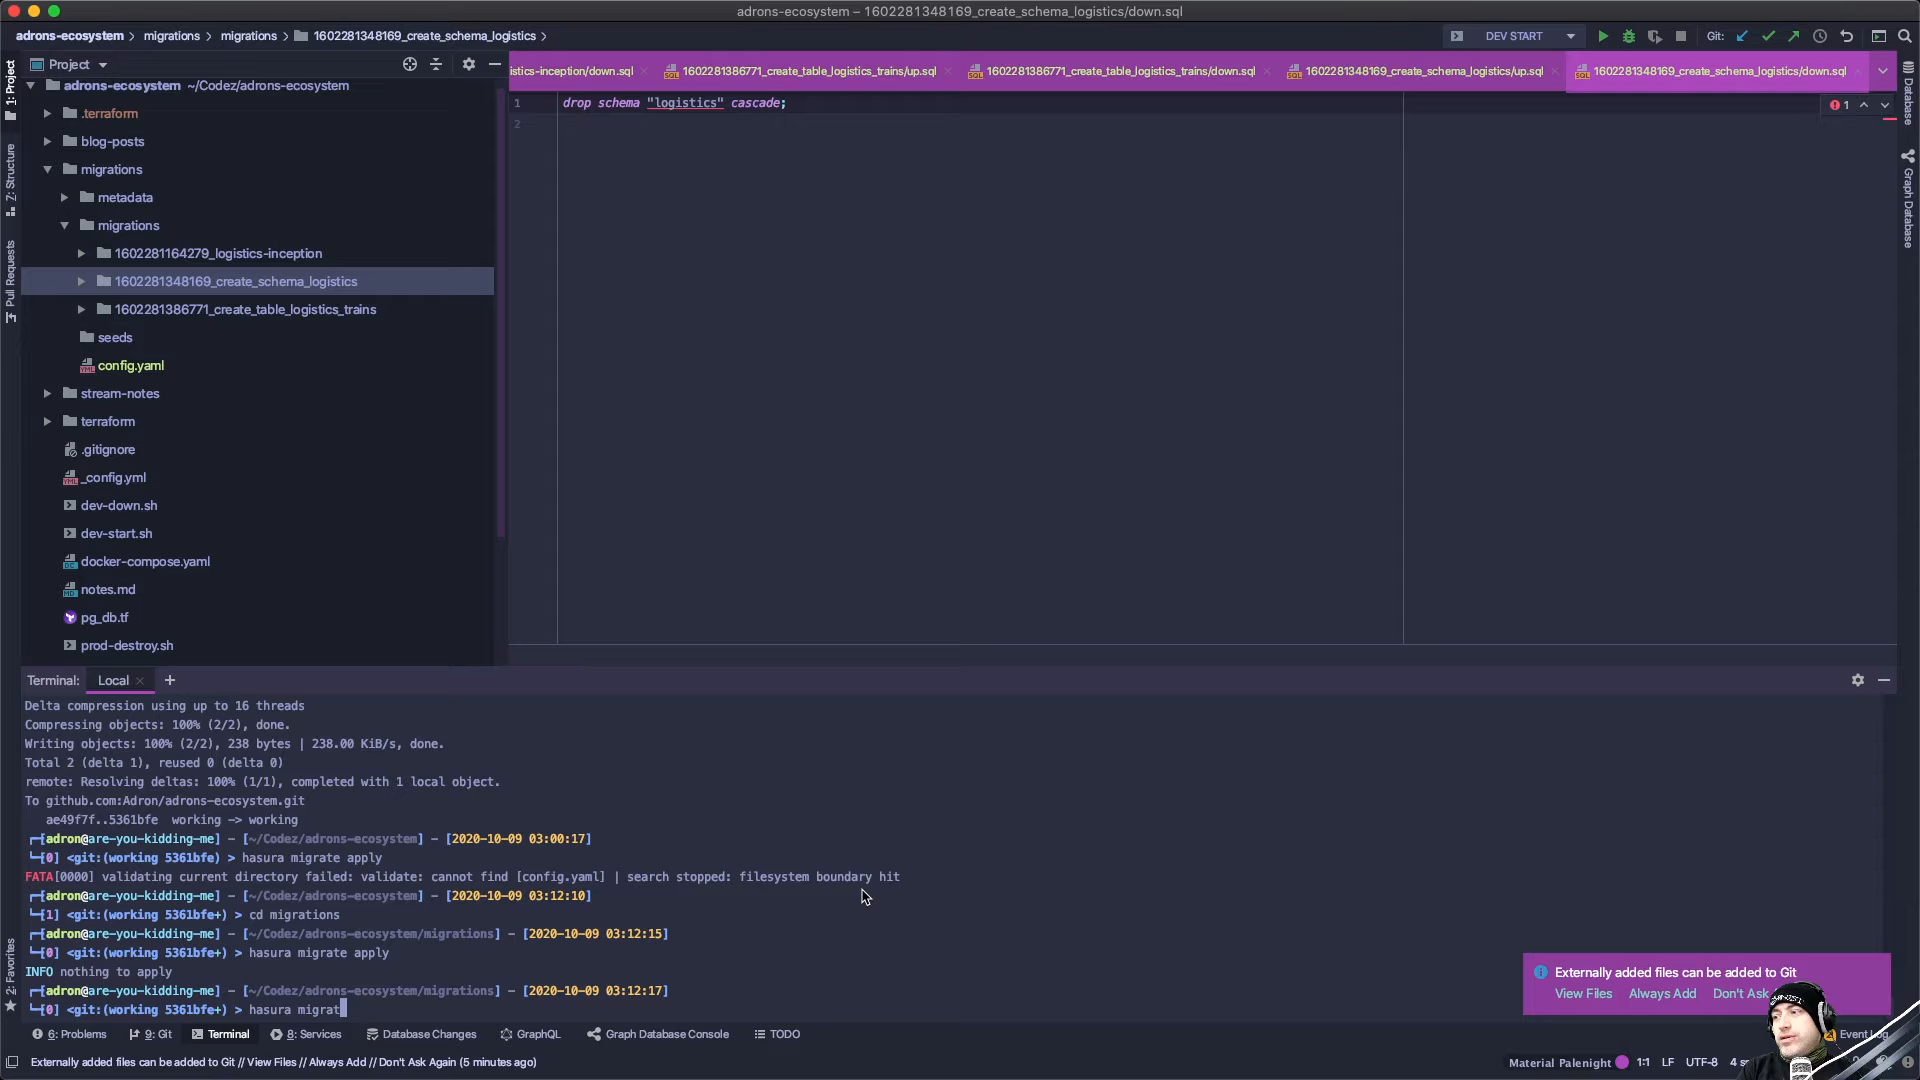 adrons-ecosystem – 1602281348169_create_schema_logistics/down.sql
adrons-ecosystem migrations migrations 1602281348169_create_schema_logistics
DEV START Git:
Project
istics-inception/down.sql 1602281386771_create_table_logistics_trains/up.sql 1602281386771_create_table_logistics_trains/down.sql 1602281348169_create_schema_logistics/up.sql 1602281348169_create_schema_logistics/down.sql
1: Project
Z: Structure
Pull Requests
2: Favorites
adrons-ecosystem ~/Codez/adrons-ecosystem
.terraform
blog-posts
migrations
metadata
migrations
1602281164279_logistics-inception
1602281348169_create_schema_logistics
1602281386771_create_table_logistics_trains
seeds
config.yaml
stream-notes
terraform
.gitignore
_config.yml
dev-down.sh
dev-start.sh
docker-compose.yaml
notes.md
pg_db.tf
prod-destroy.sh
1 drop schema "logistics" cascade;
2
1
Database
Graph Database
Terminal: Local
Delta compression using up to 16 threads
Compressing objects: 100% (2/2), done.
Writing objects: 100% (2/2), 238 bytes | 238.00 KiB/s, done.
Total 2 (delta 1), reused 0 (delta 0)
remote: Resolving deltas: 100% (1/1), completed with 1 local object.
To github.com:Adron/adrons-ecosystem.git
ae49f7f..5361bfe working -> working
[adron@are-you-kidding-me] - [~/Codez/adrons-ecosystem] - [2020-10-09 03:00:17]
[0] <git:(working 5361bfe) > hasura migrate apply
FATA[0000] validating current directory failed: validate: cannot find [config.yaml] | search stopped: filesystem boundary hit
[adron@are-you-kidding-me] - [~/Codez/adrons-ecosystem] - [2020-10-09 03:12:10]
[1] <git:(working 5361bfe+) > cd migrations
[adron@are-you-kidding-me] - [~/Codez/adrons-ecosystem/migrations] - [2020-10-09 03:12:15]
[0] <git:(working 5361bfe+) > hasura migrate apply
INFO nothing to apply
[adron@are-you-kidding-me] - [~/Codez/adrons-ecosystem/migrations] - [2020-10-09 03:12:17]
[0] <git:(working 5361bfe+) > hasura migrat
Externally added files can be added to Git
View Files Always Add Don't Ask
6: Problems 9: Git Terminal 8: Services Database Changes GraphQL Graph Database Console TODO Event Log
Externally added files can be added to Git // View Files // Always Add // Don't Ask Again (5 minutes ago)
Material Palenight 1:1 LF UTF-8